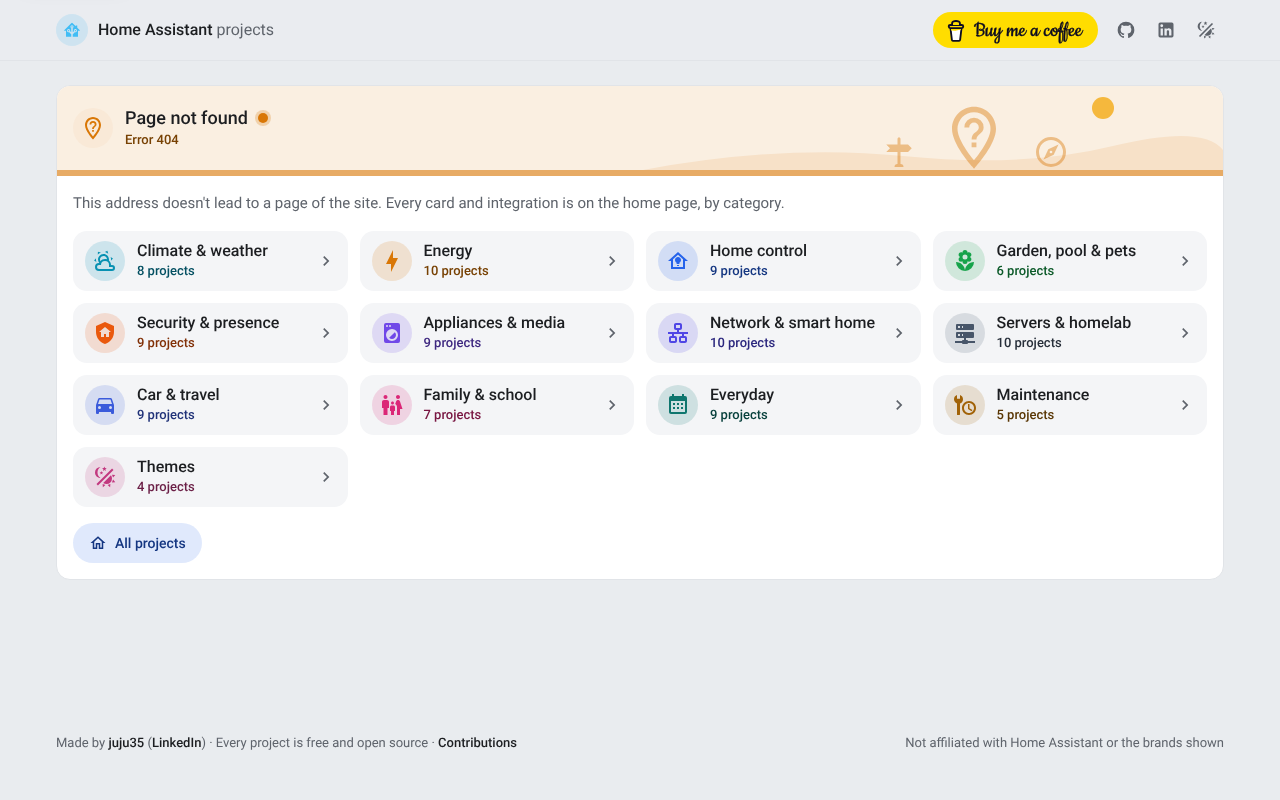 Home Assistant projects
Buy me a coffee
Page not found
Error 404
This address doesn't lead to a page of the site. Every card and integration is on the home page, by category.
Climate & weather
8 projects
Energy
10 projects
Home control
9 projects
Garden, pool & pets
6 projects
Security & presence
9 projects
Appliances & media
9 projects
Network & smart home
10 projects
Servers & homelab
10 projects
Car & travel
9 projects
Family & school
7 projects
Everyday
9 projects
Maintenance
5 projects
Themes
4 projects
All projects
Made by juju35 (LinkedIn) · Every project is free and open source · Contributions
Not affiliated with Home Assistant or the brands shown